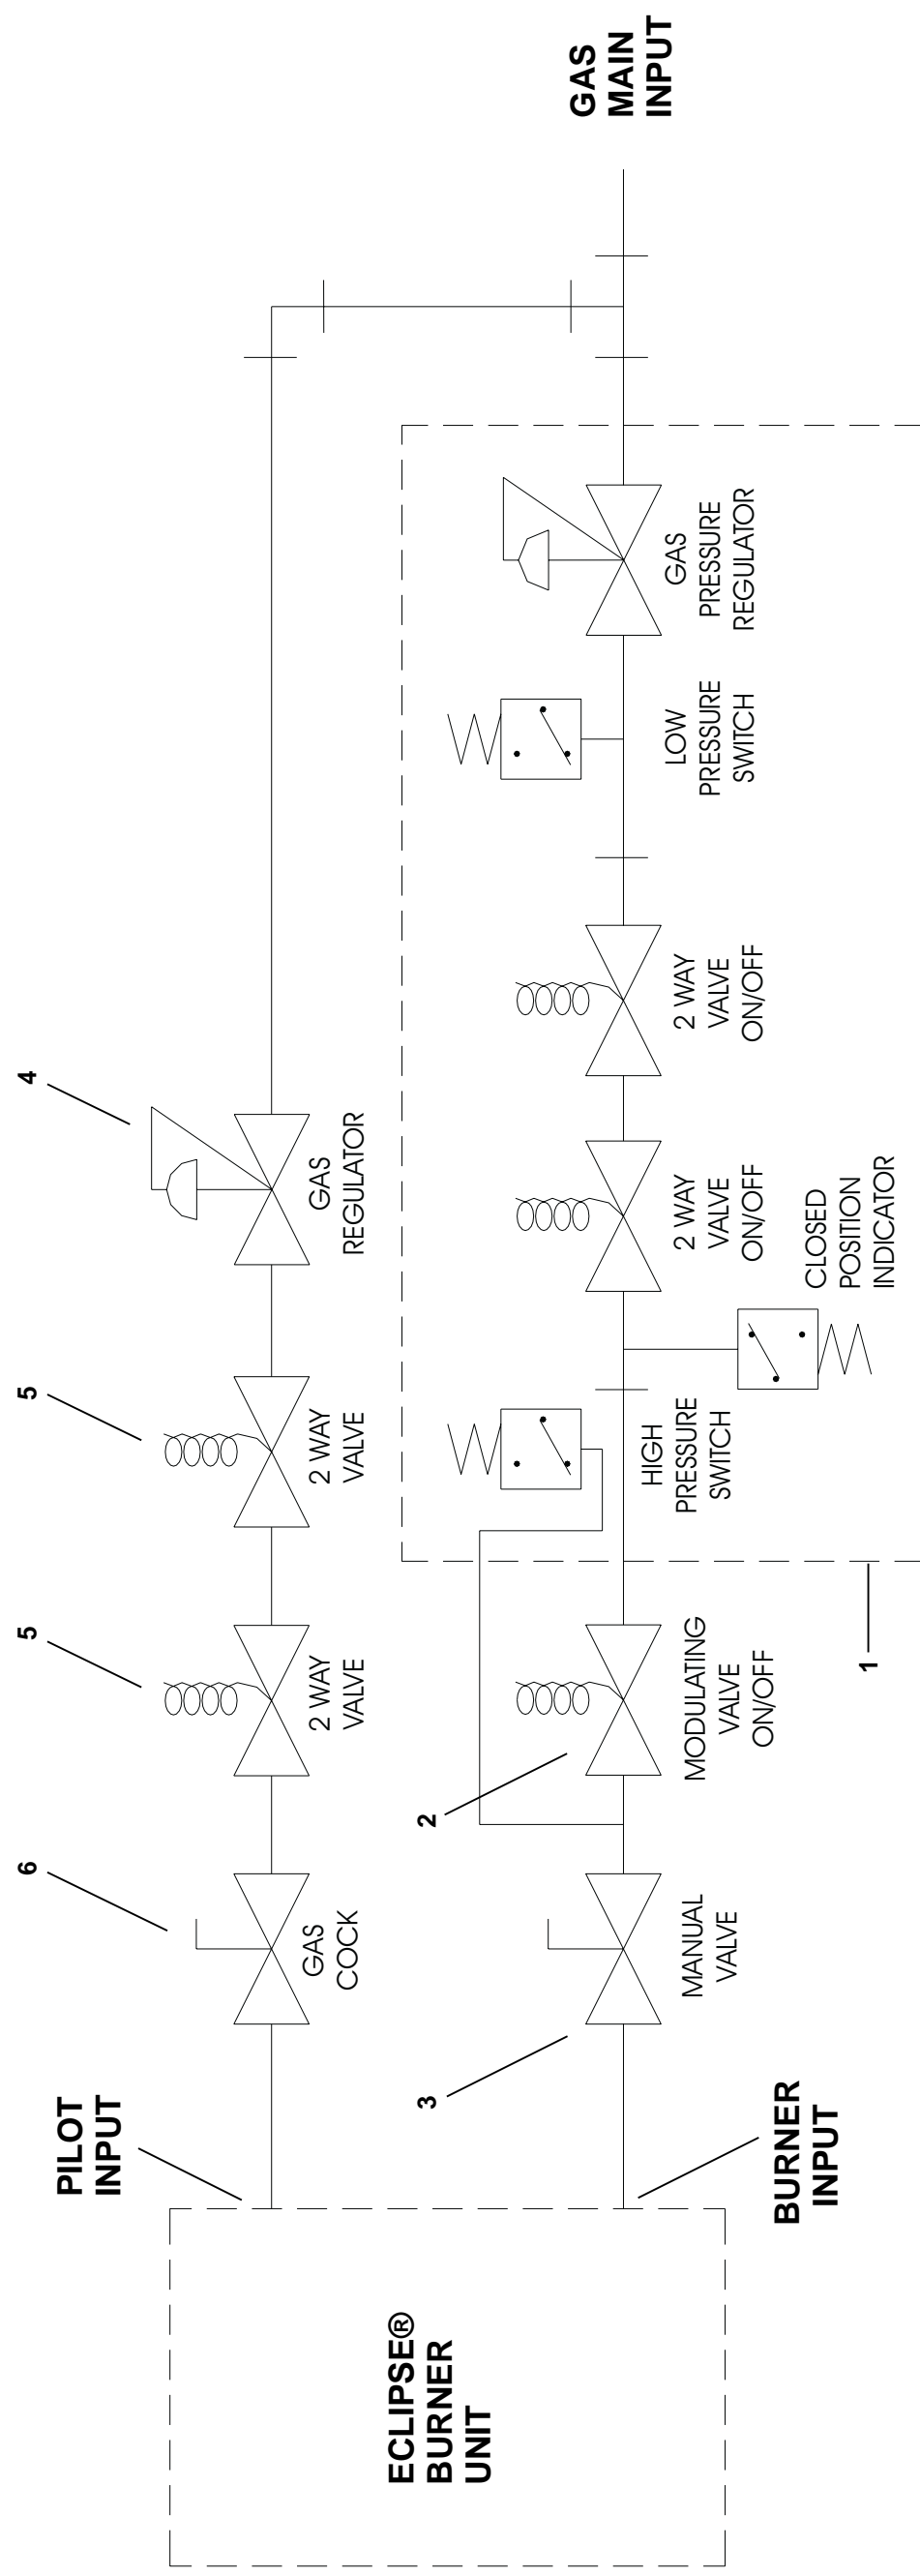 4
5
5
6
GAS
REGULATOR
2 WAY
VALVE
2 WAY
VALVE
GAS
COCK
PILOT
INPUT
GAS
MAIN
INPUT
GAS
PRESSURE
REGULATOR
LOW
PRESSURE
SWITCH
2 WAY
VALVE
ON/OFF
2 WAY
VALVE
ON/OFF
CLOSED
POSITION
INDICATOR
HIGH
PRESSURE
SWITCH
1
MODULATING
VALVE
ON/OFF
2
MANUAL
VALVE
3
BURNER
INPUT
ECLIPSE®
BURNER
UNIT